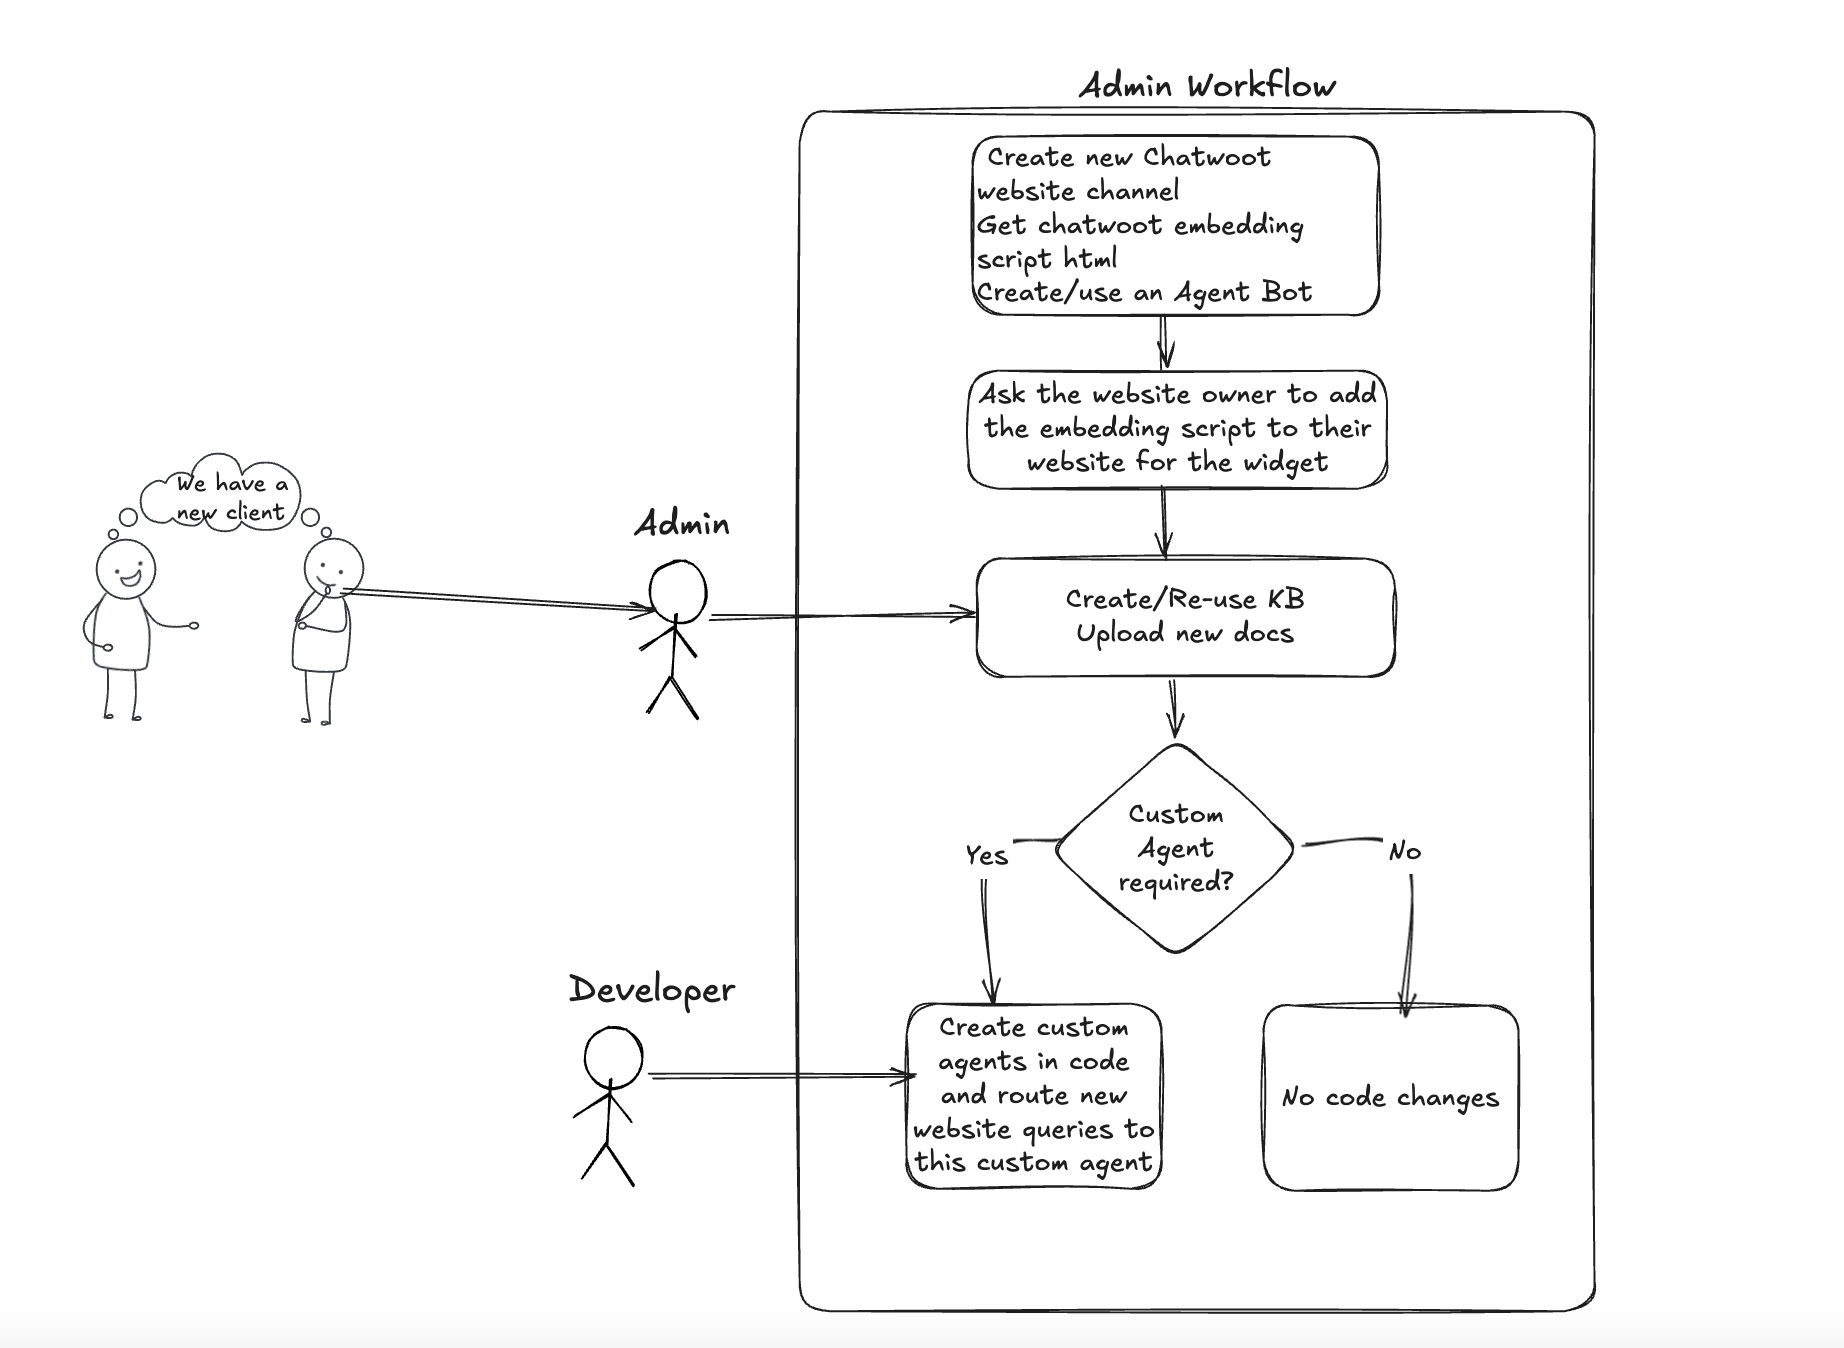 Admin Workflow
Create new Chatwoot
website channel
Get chatwoot embedding
script html
Create/use an Agent Bot
Ask the website owner to add
the embedding script to their
website for the widget
We have a
new client
Admin
Create/Re-use KB
Upload new docs
Custom
Agent
required?
Yes
No
Developer
Create custom
agents in code
and route new
website queries to
this custom agent
No code changes